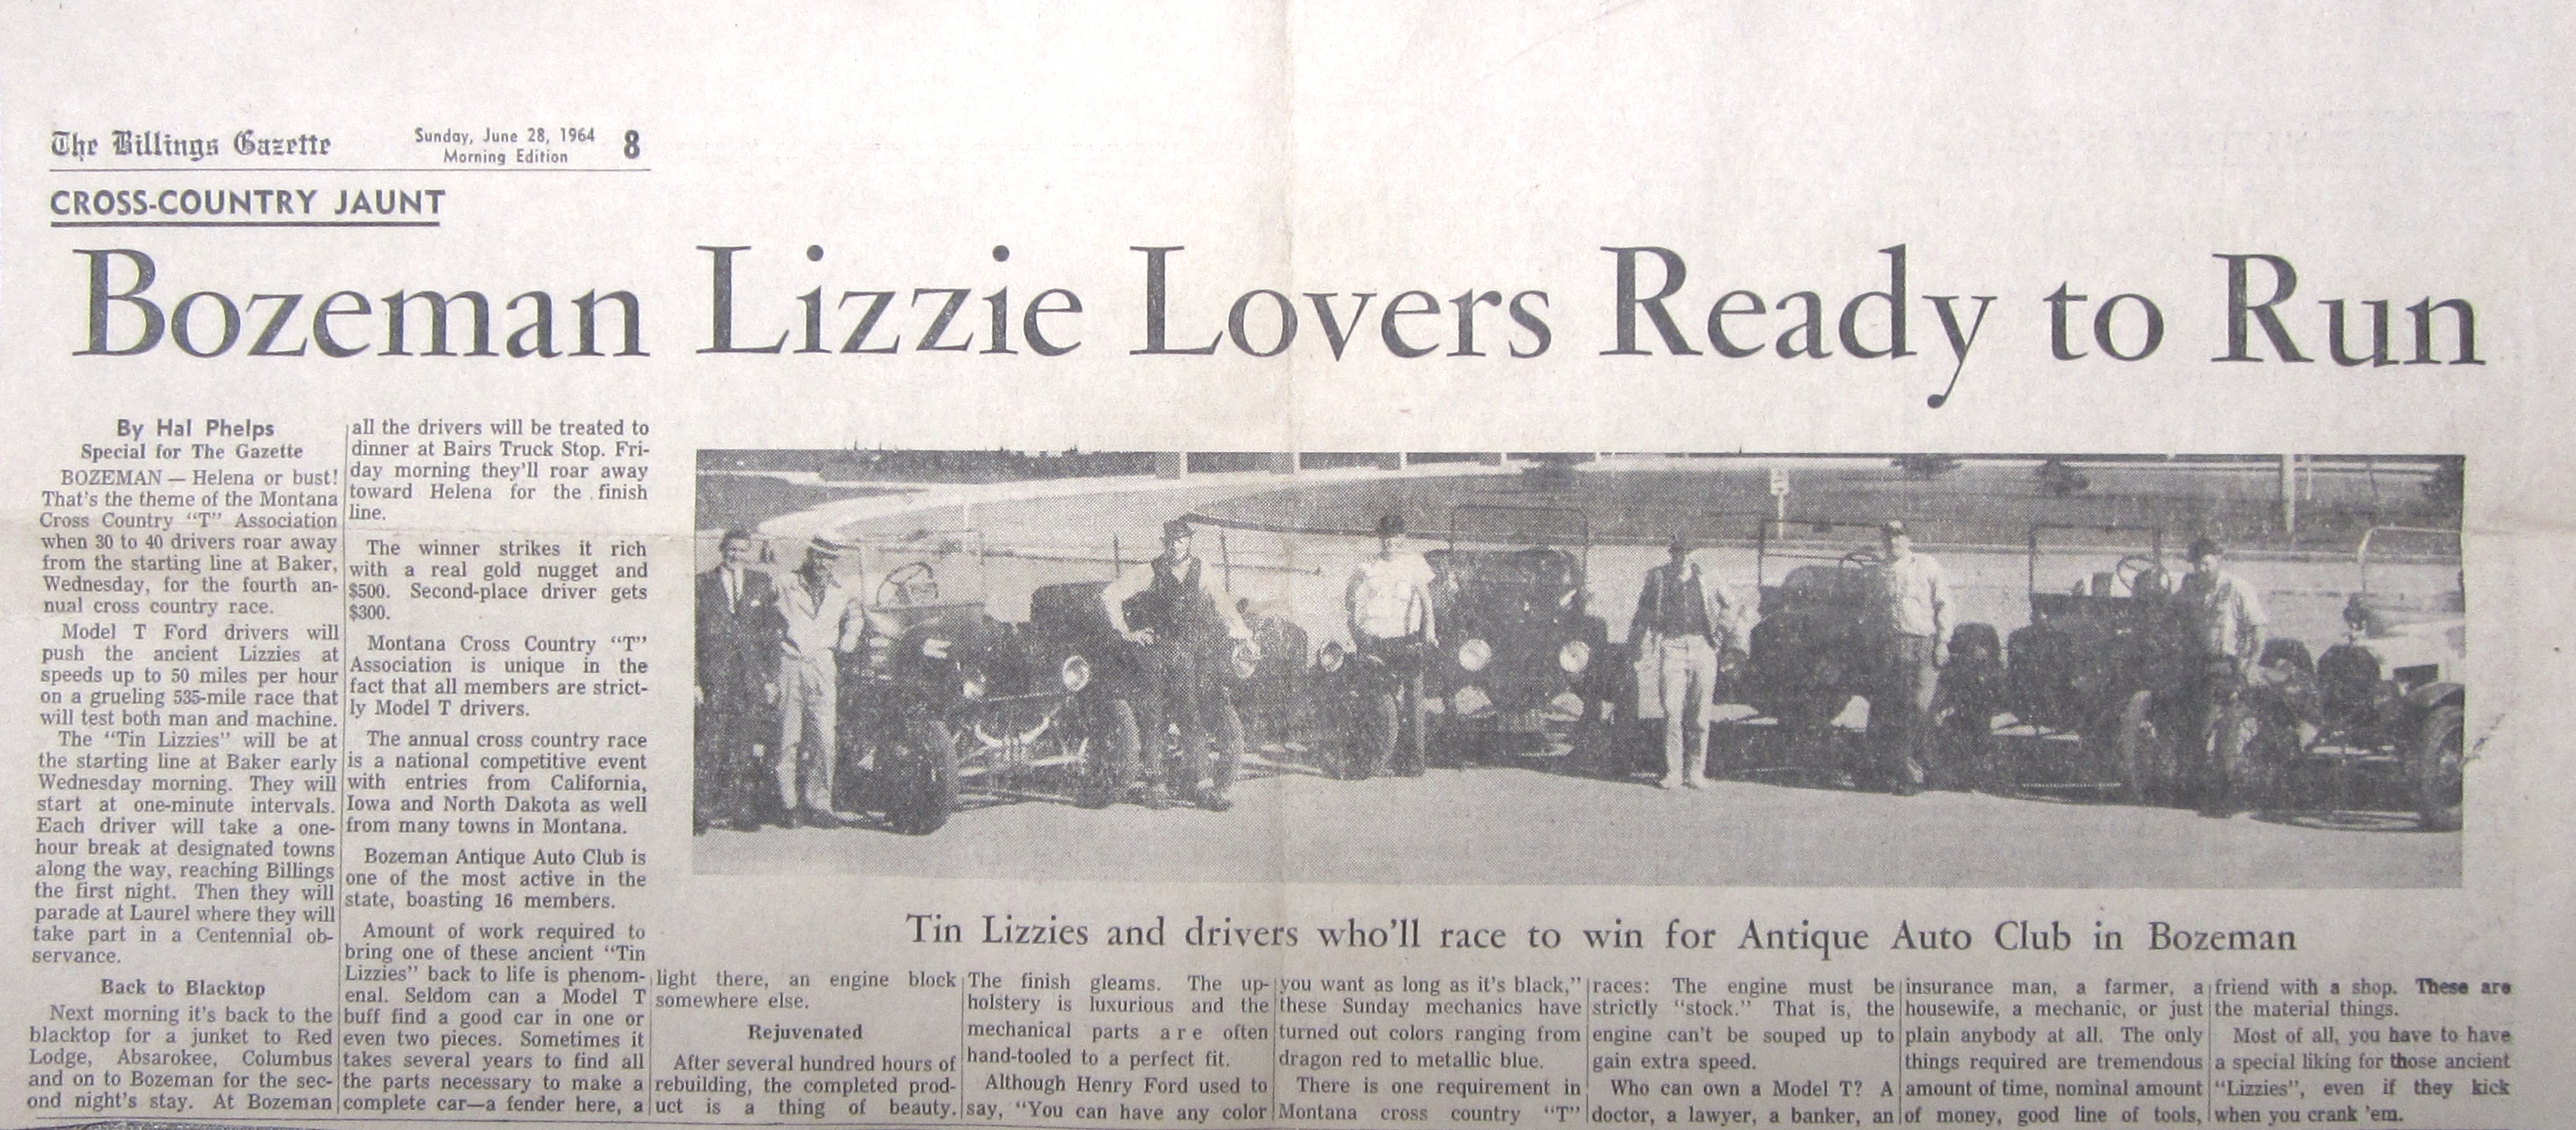 The Billings Gazette
Sunday, June 28, 1964
Morning Edition
8
CROSS-COUNTRY JAUNT
Bozeman Lizzie Lovers Ready to Run
By Hal Phelps
Special for The Gazette
BOZEMAN — Helena or bust!
That's the theme of the Montana
Cross Country "T" Association
when 30 to 40 drivers roar away
from the starting line at Baker,
Wednesday, for the fourth an-
nual cross country race.
Model T Ford drivers will
push the ancient Lizzies at
speeds up to 50 miles per hour
on a grueling 535-mile race that
will test both man and machine.
The "Tin Lizzies" will be at
the starting line at Baker early
Wednesday morning. They will
start at one-minute intervals.
Each driver will take a one-
hour break at designated towns
along the way, reaching Billings
the first night. Then they will
parade at Laurel where they will
take part in a Centennial ob-
servance.
Back to Blacktop
Next morning it's back to the
blacktop for a junket to Red
Lodge, Absarokee, Columbus
and on to Bozeman for the sec-
ond night's stay. At Bozeman
all the drivers will be treated to
dinner at Bairs Truck Stop. Fri-
day morning they'll roar away
toward Helena for the finish
line.
The winner strikes it rich
with a real gold nugget and
$500. Second-place driver gets
$300.
Montana Cross Country "T"
Association is unique in the
fact that all members are strict-
ly Model T drivers.
The annual cross country race
is a national competitive event
with entries from California,
Iowa and North Dakota as well
from many towns in Montana.
Bozeman Antique Auto Club is
one of the most active in the
state, boasting 16 members.
Amount of work required to
bring one of these ancient "Tin
Lizzies" back to life is phenom-
enal. Seldom can a Model T
buff find a good car in one or
even two pieces. Sometimes it
takes several years to find all
the parts necessary to make a
complete car—a fender here, a
Tin Lizzies and drivers who'll race to win for Antique Auto Club in Bozeman
light there, an engine block
somewhere else.
Rejuvenated
After several hundred hours of
rebuilding, the completed prod-
uct is a thing of beauty.
The finish gleams. The up-
holstery is luxurious and the
mechanical parts are often
hand-tooled to a perfect fit.
Although Henry Ford used to
say, "You can have any color
you want as long as it's black,"
these Sunday mechanics have
turned out colors ranging from
dragon red to metallic blue.
There is one requirement in
Montana cross country "T"
races: The engine must be
strictly "stock." That is, the
engine can't be souped up to
gain extra speed.
Who can own a Model T? A
doctor, a lawyer, a banker, an
insurance man, a farmer, a
housewife, a mechanic, or just
plain anybody at all. The only
things required are tremendous
amount of time, nominal amount
of money, good line of tools,
friend with a shop. These are
the material things.
Most of all, you have to have
a special liking for those ancient
"Lizzies", even if they kick
when you crank 'em.